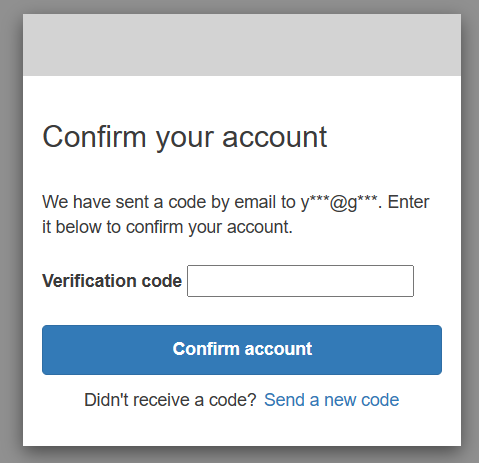 Confirm your account
We have sent a code by email to y***@g***. Enter
it below to confirm your account.
Verification code
Confirm account
Didn't receive a code? Send a new code